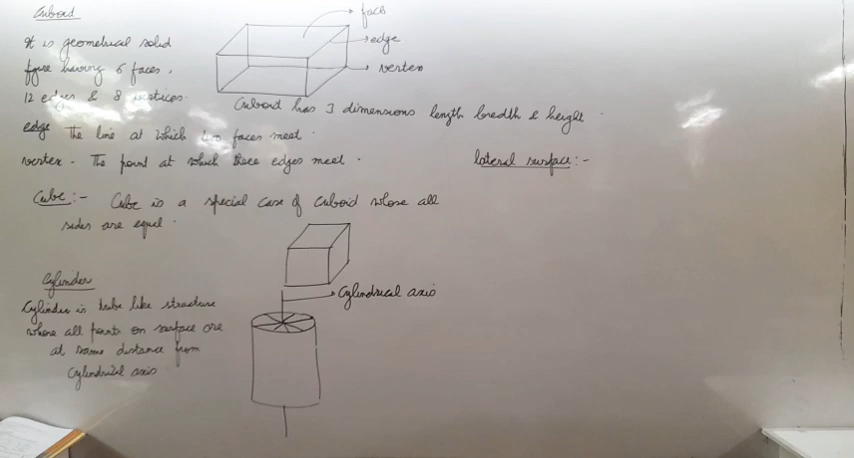 Cuboid
It is geometrical solid
figure having 6 faces,
12 edges & 8 vertices.
face
edge
vertex
Cuboid has 3 dimensions length breadth & height.
edge The line at which two faces meet.
vertex - The point at which three edges meet.
lateral surface :-
Cube :- Cube is a special case of cuboid whose all
sides are equal.
Cylinder
Cylinder is tube like structure
where all points on surface are
at same distance from
cylindrical axis
Cylindrical axis